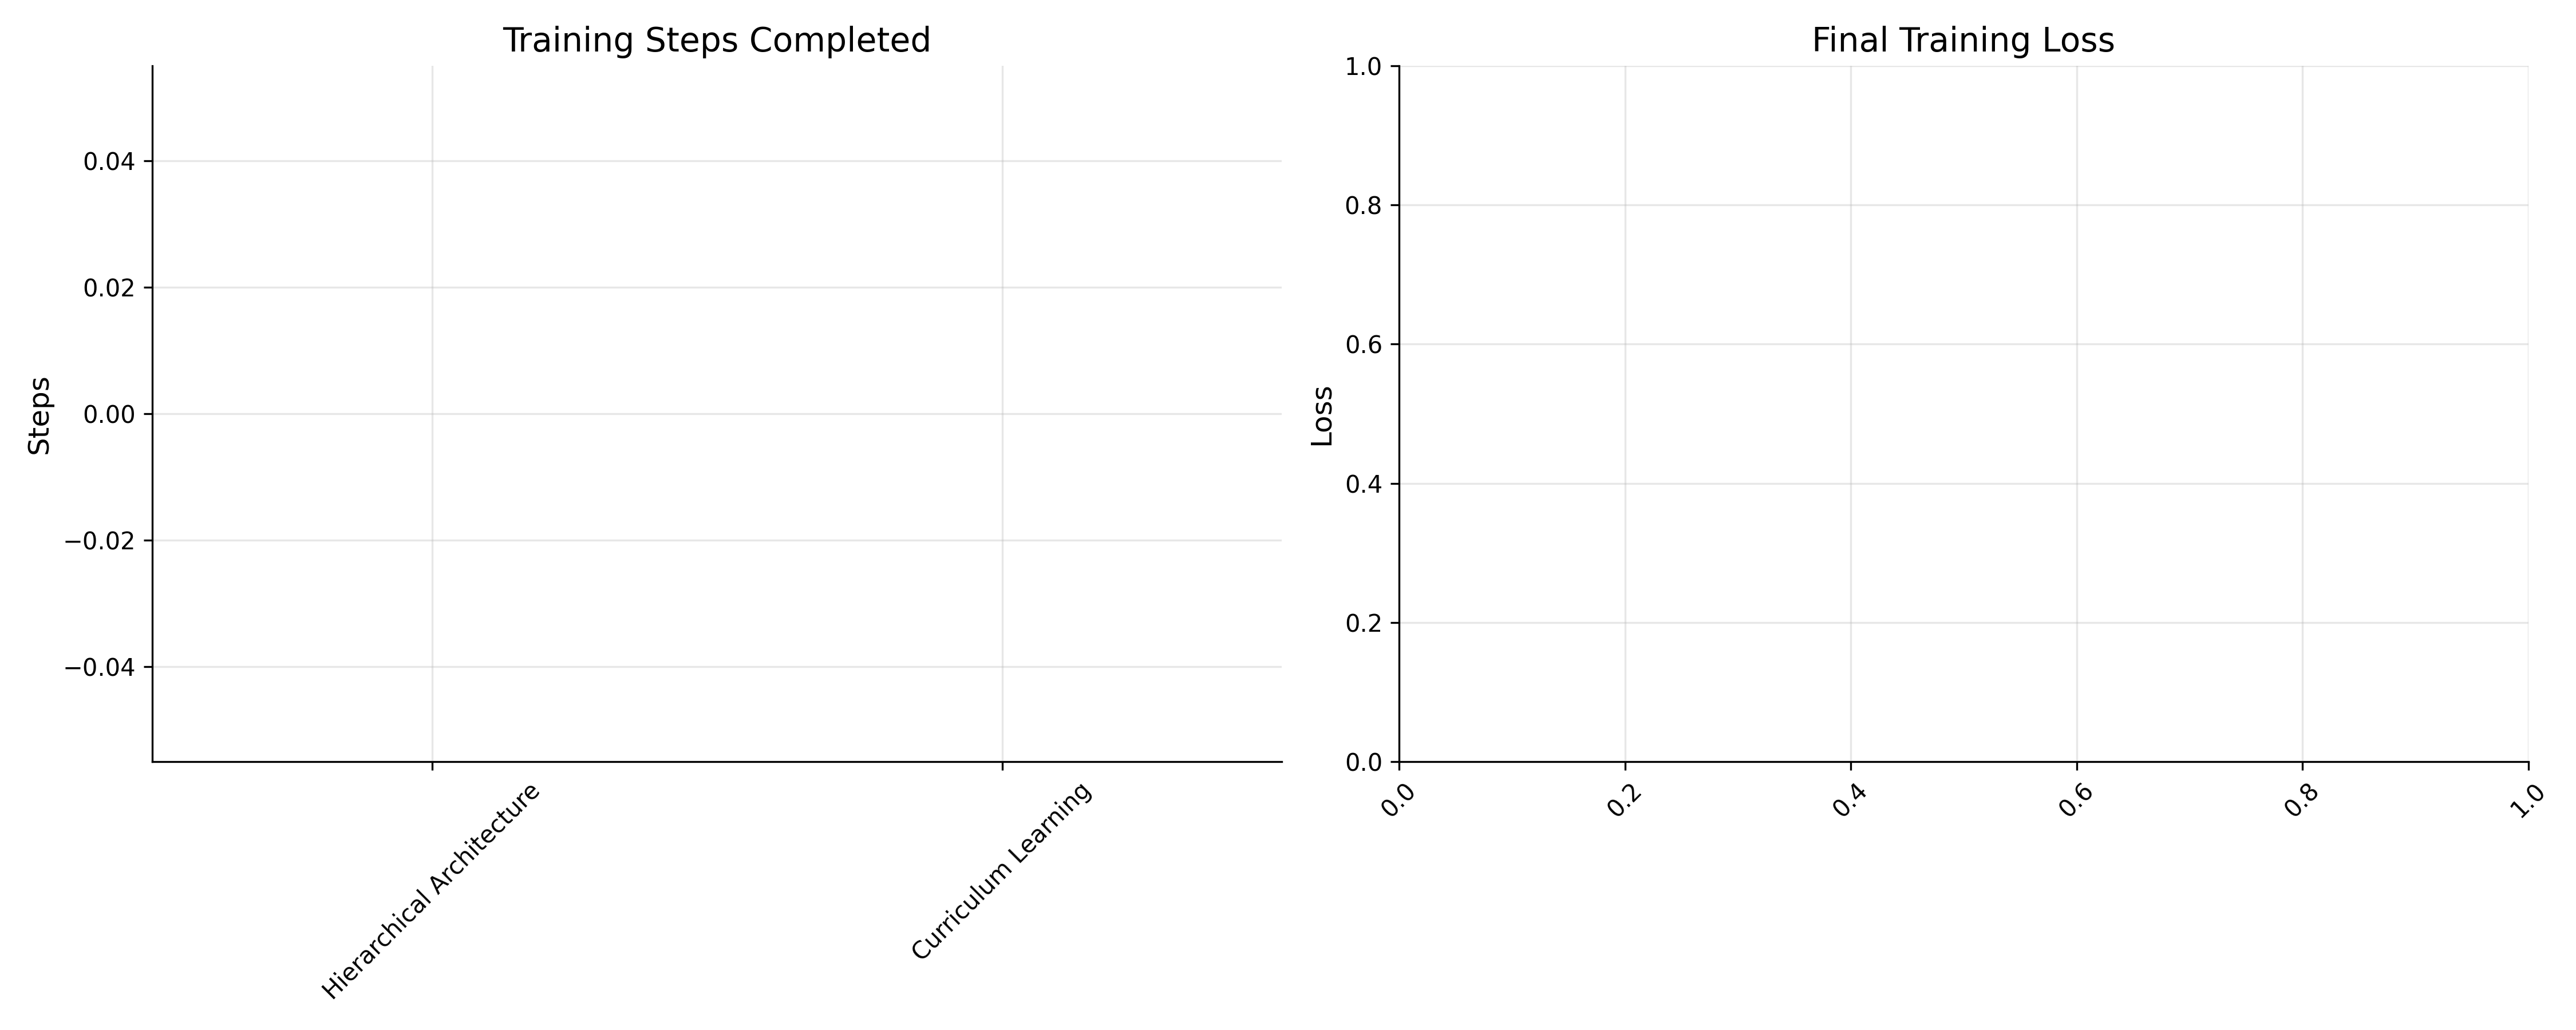 Training Steps Completed
Steps
0.04
0.02
0.00
−0.02
−0.04
Hierarchical Architecture
Curriculum Learning
Final Training Loss
Loss
1.0
0.8
0.6
0.4
0.2
0.0
0.0
0.2
0.4
0.6
0.8
1.0